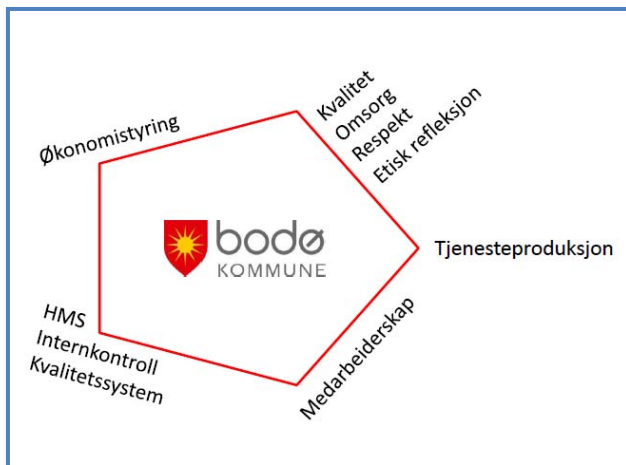 Økonomistyring
Kvalitet
Omsorg
Respekt
Etisk refleksjon
bodø
KOMMUNE
Tjenesteproduksjon
HMS
Internkontroll
Kvalitetssystem
Medarbeiderskap